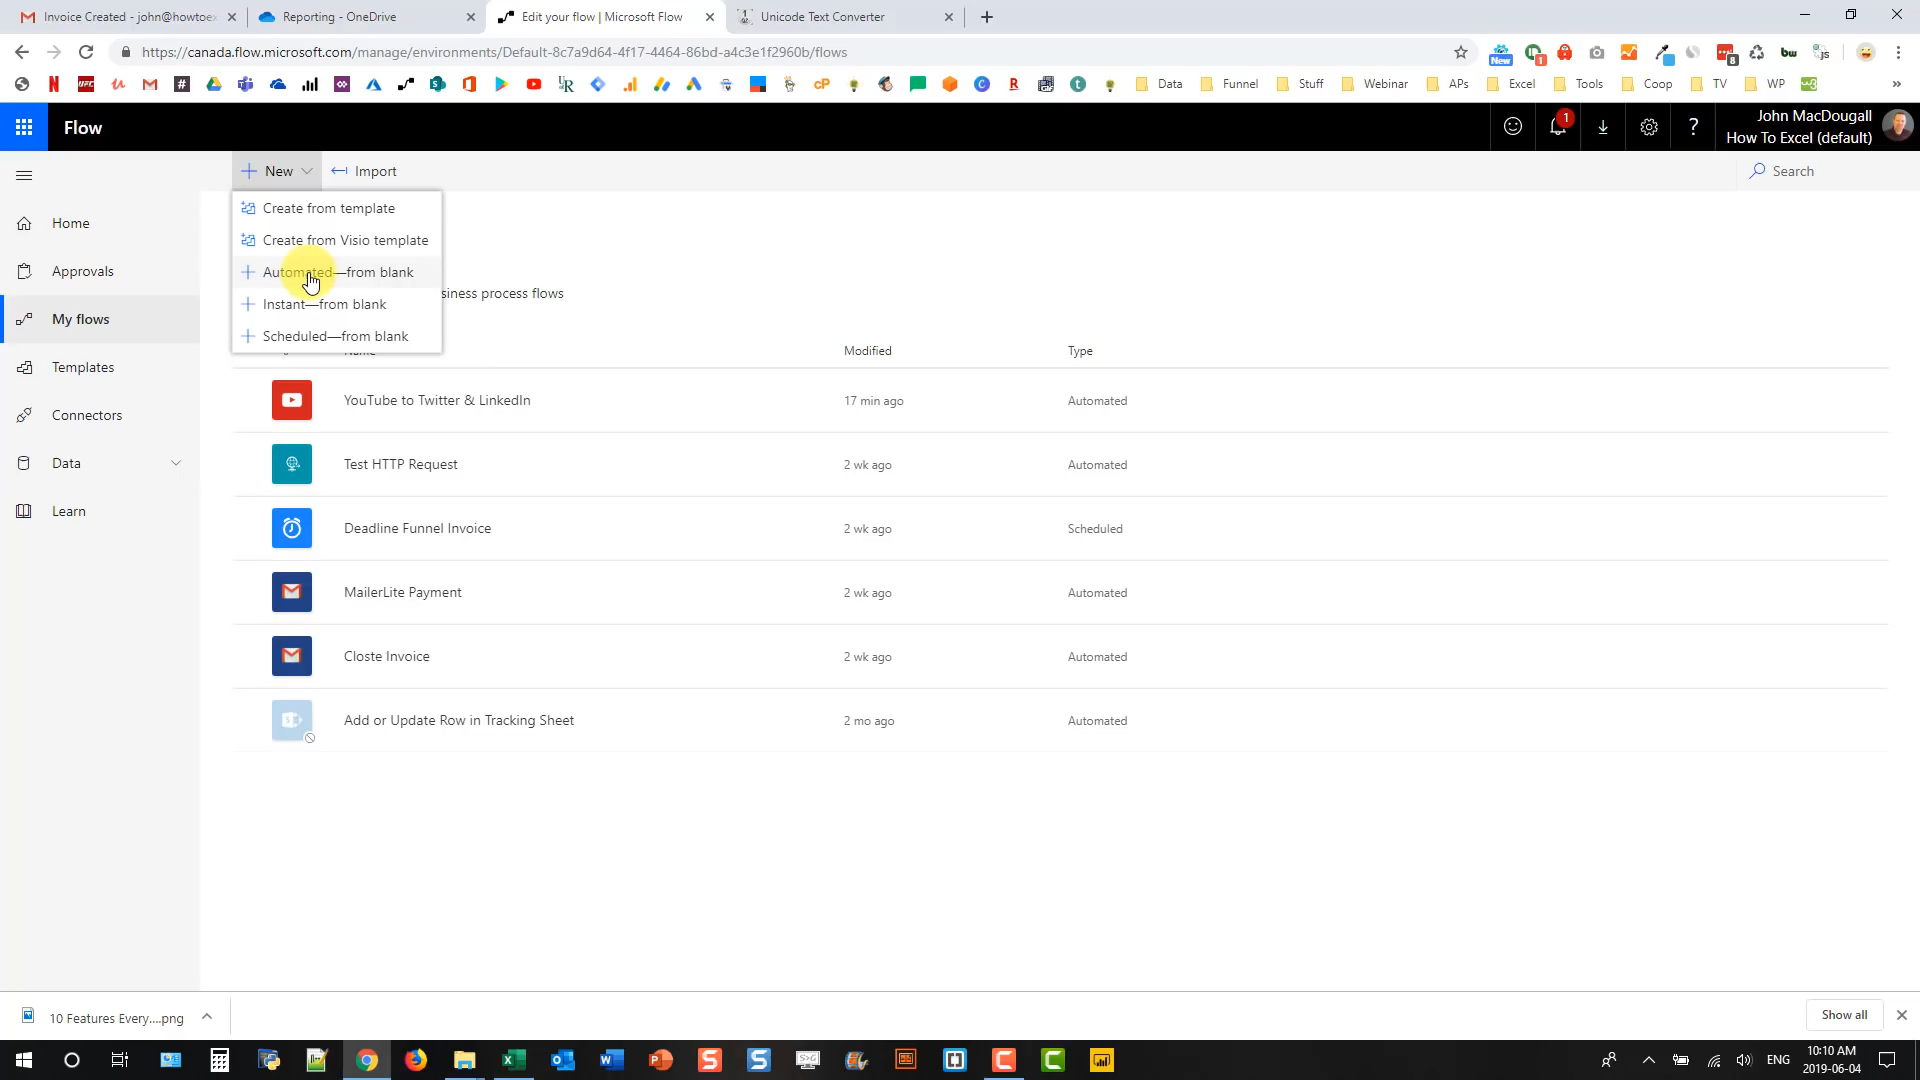 Invoice Created - john@howtoex
Reporting - OneDrive
Edit your flow | Microsoft Flow
Unicode Text Converter
https://canada.flow.microsoft.com/manage/environments/Default-8c7a9d64-4f17-4464-86bd-a4c3e1f2960b/flows
New
1
8
Data
Funnel
Stuff
Webinar
APs
Excel
Tools
Coop
TV
WP
Flow
1
John MacDougall
How To Excel (default)
New
Import
Search
Create from template
Create from Visio template
Automated—from blank
Instant—from blank
Scheduled—from blank
siness process flows
Home
Approvals
My flows
Templates
Connectors
Data
Learn
Name
Modified
Type
YouTube to Twitter & LinkedIn
17 min ago
Automated
Test HTTP Request
2 wk ago
Automated
Deadline Funnel Invoice
2 wk ago
Scheduled
MailerLite Payment
2 wk ago
Automated
Closte Invoice
2 wk ago
Automated
Add or Update Row in Tracking Sheet
2 mo ago
Automated
10 Features Every....png
Show all
ENG
10:10 AM
2019-06-04